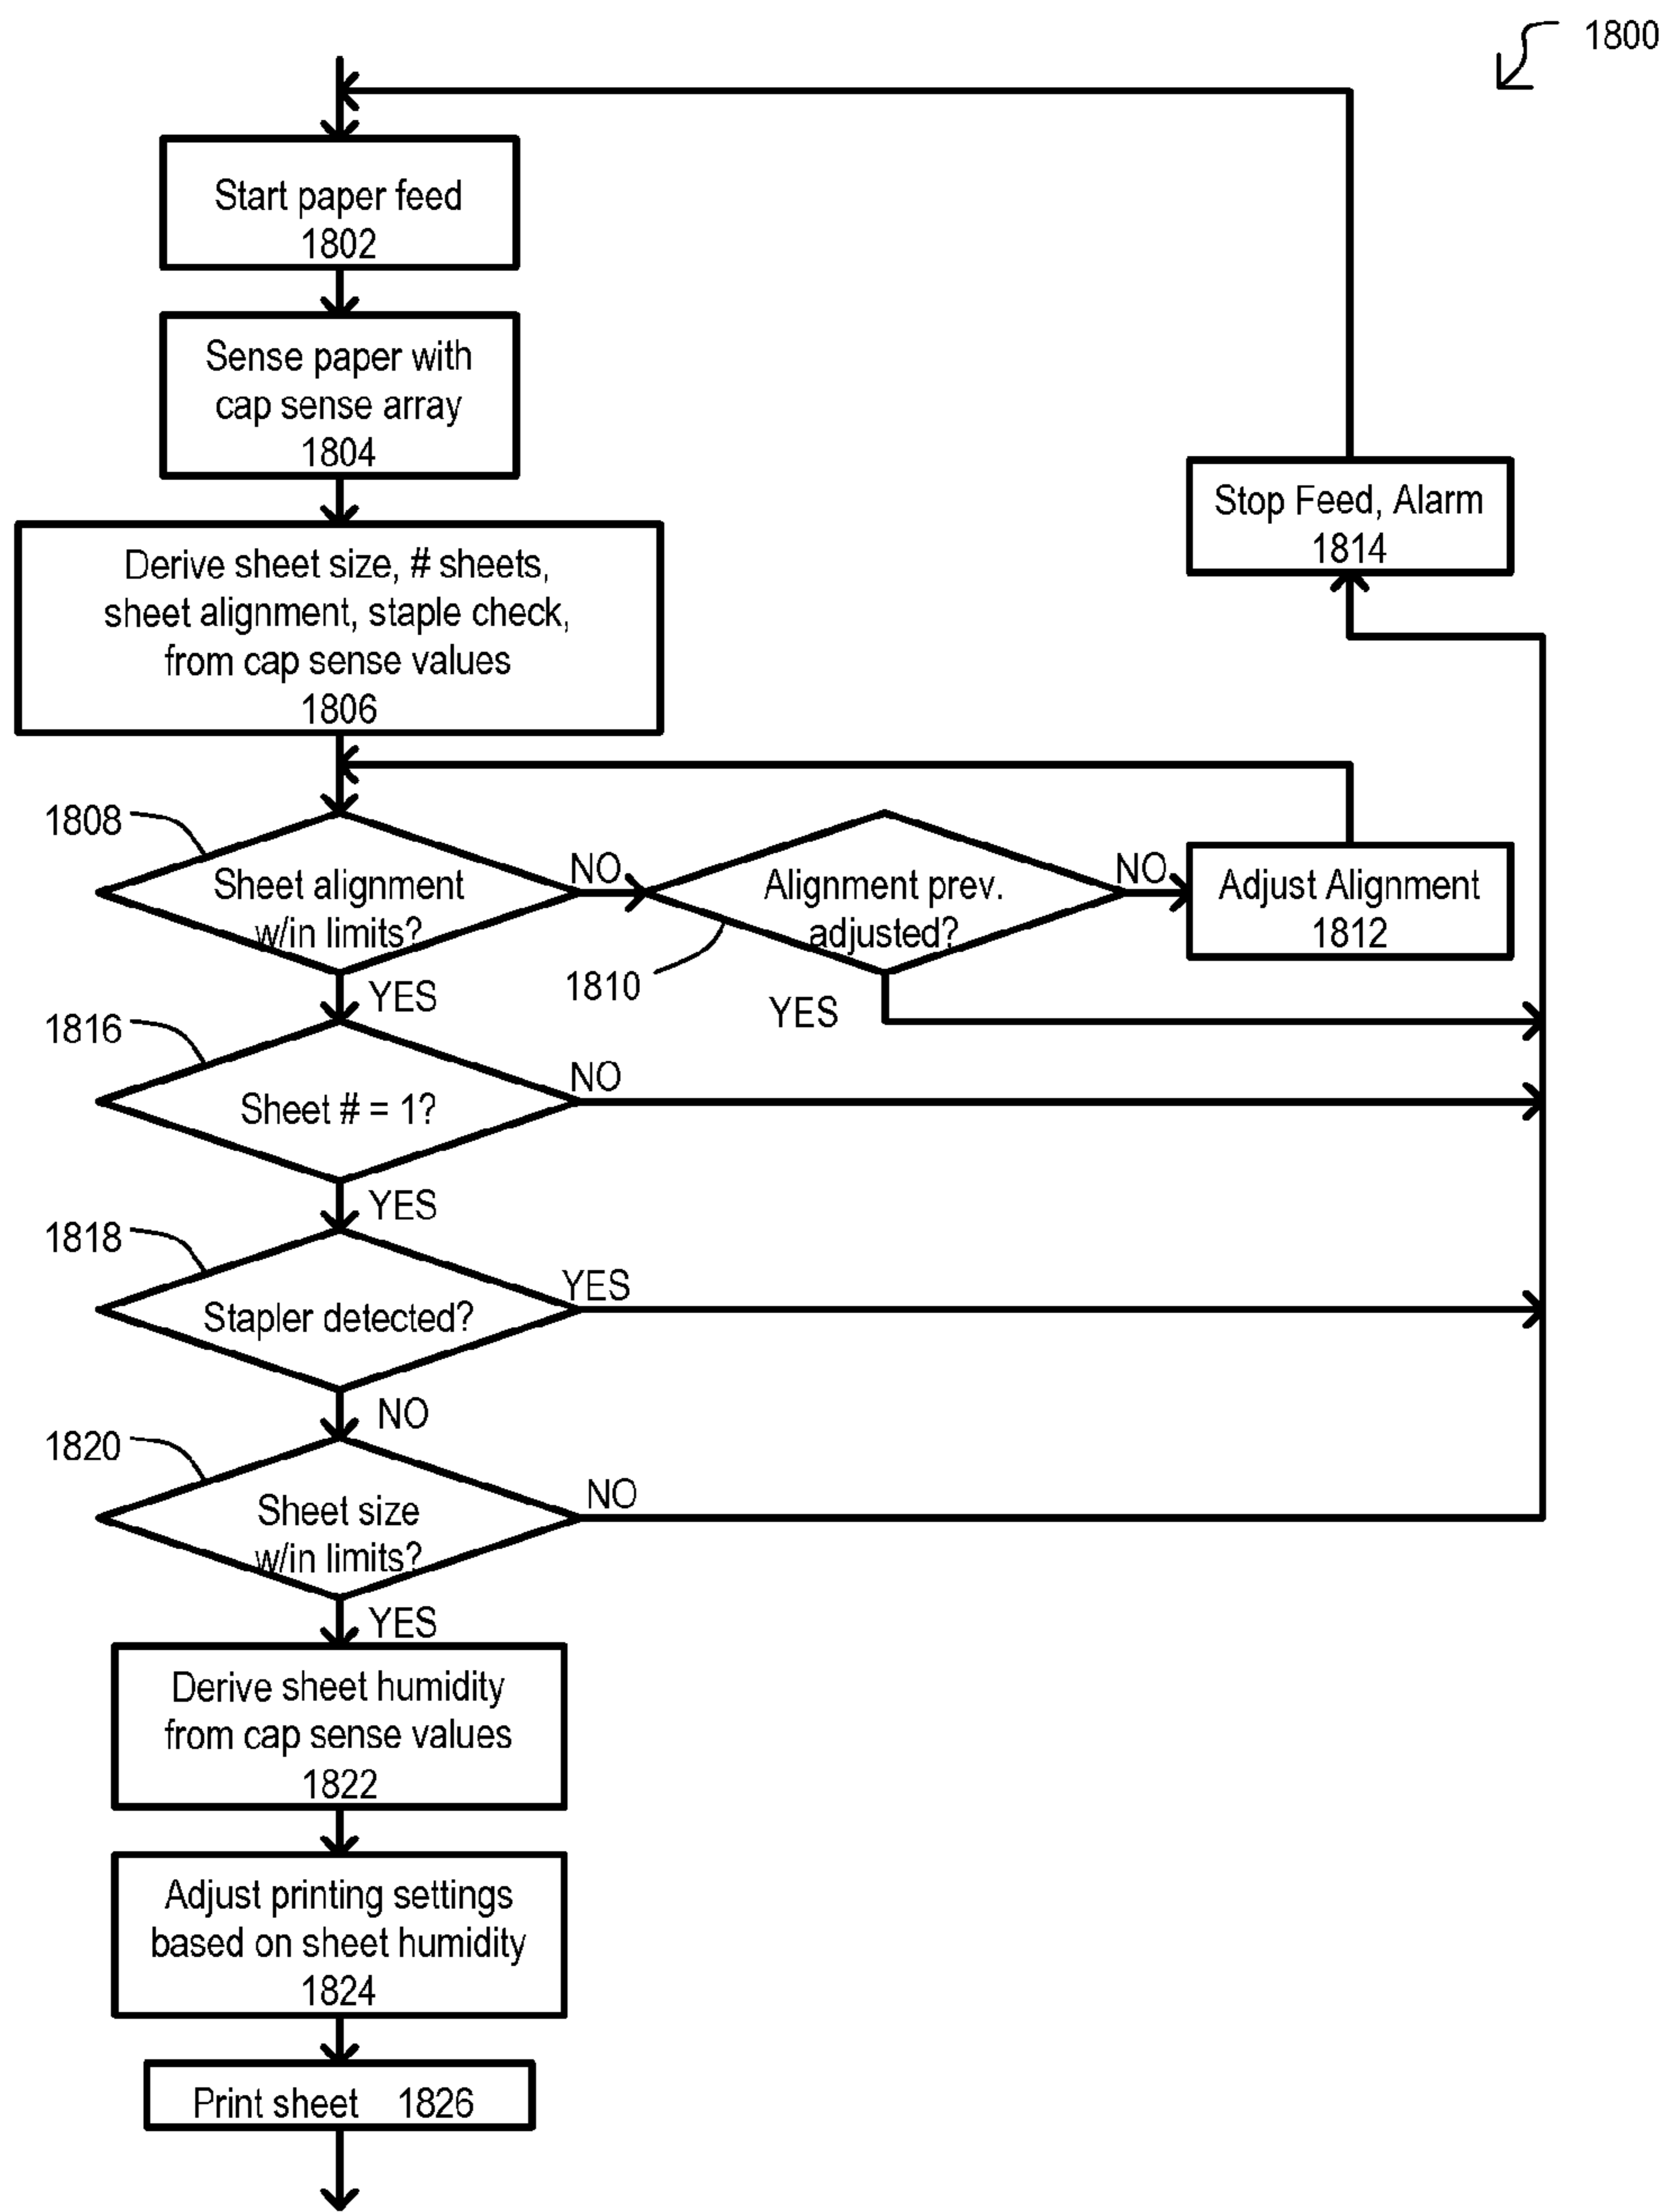 1800
Start paper feed
1802
Sense paper with
cap sense array
1804
Stop Feed, Alarm
1814
Derive sheet size, # sheets,
sheet alignment, staple check,
from cap sense values
1806
1808
Sheet alignment
w/in limits?
NO
YES
1810
Alignment prev.
adjusted?
NO
YES
Adjust Alignment
1812
1816
Sheet # = 1?
NO
YES
1818
Stapler detected?
YES
NO
1820
Sheet size
w/in limits?
NO
YES
Derive sheet humidity
from cap sense values
1822
Adjust printing settings
based on sheet humidity
1824
Print sheet 1826